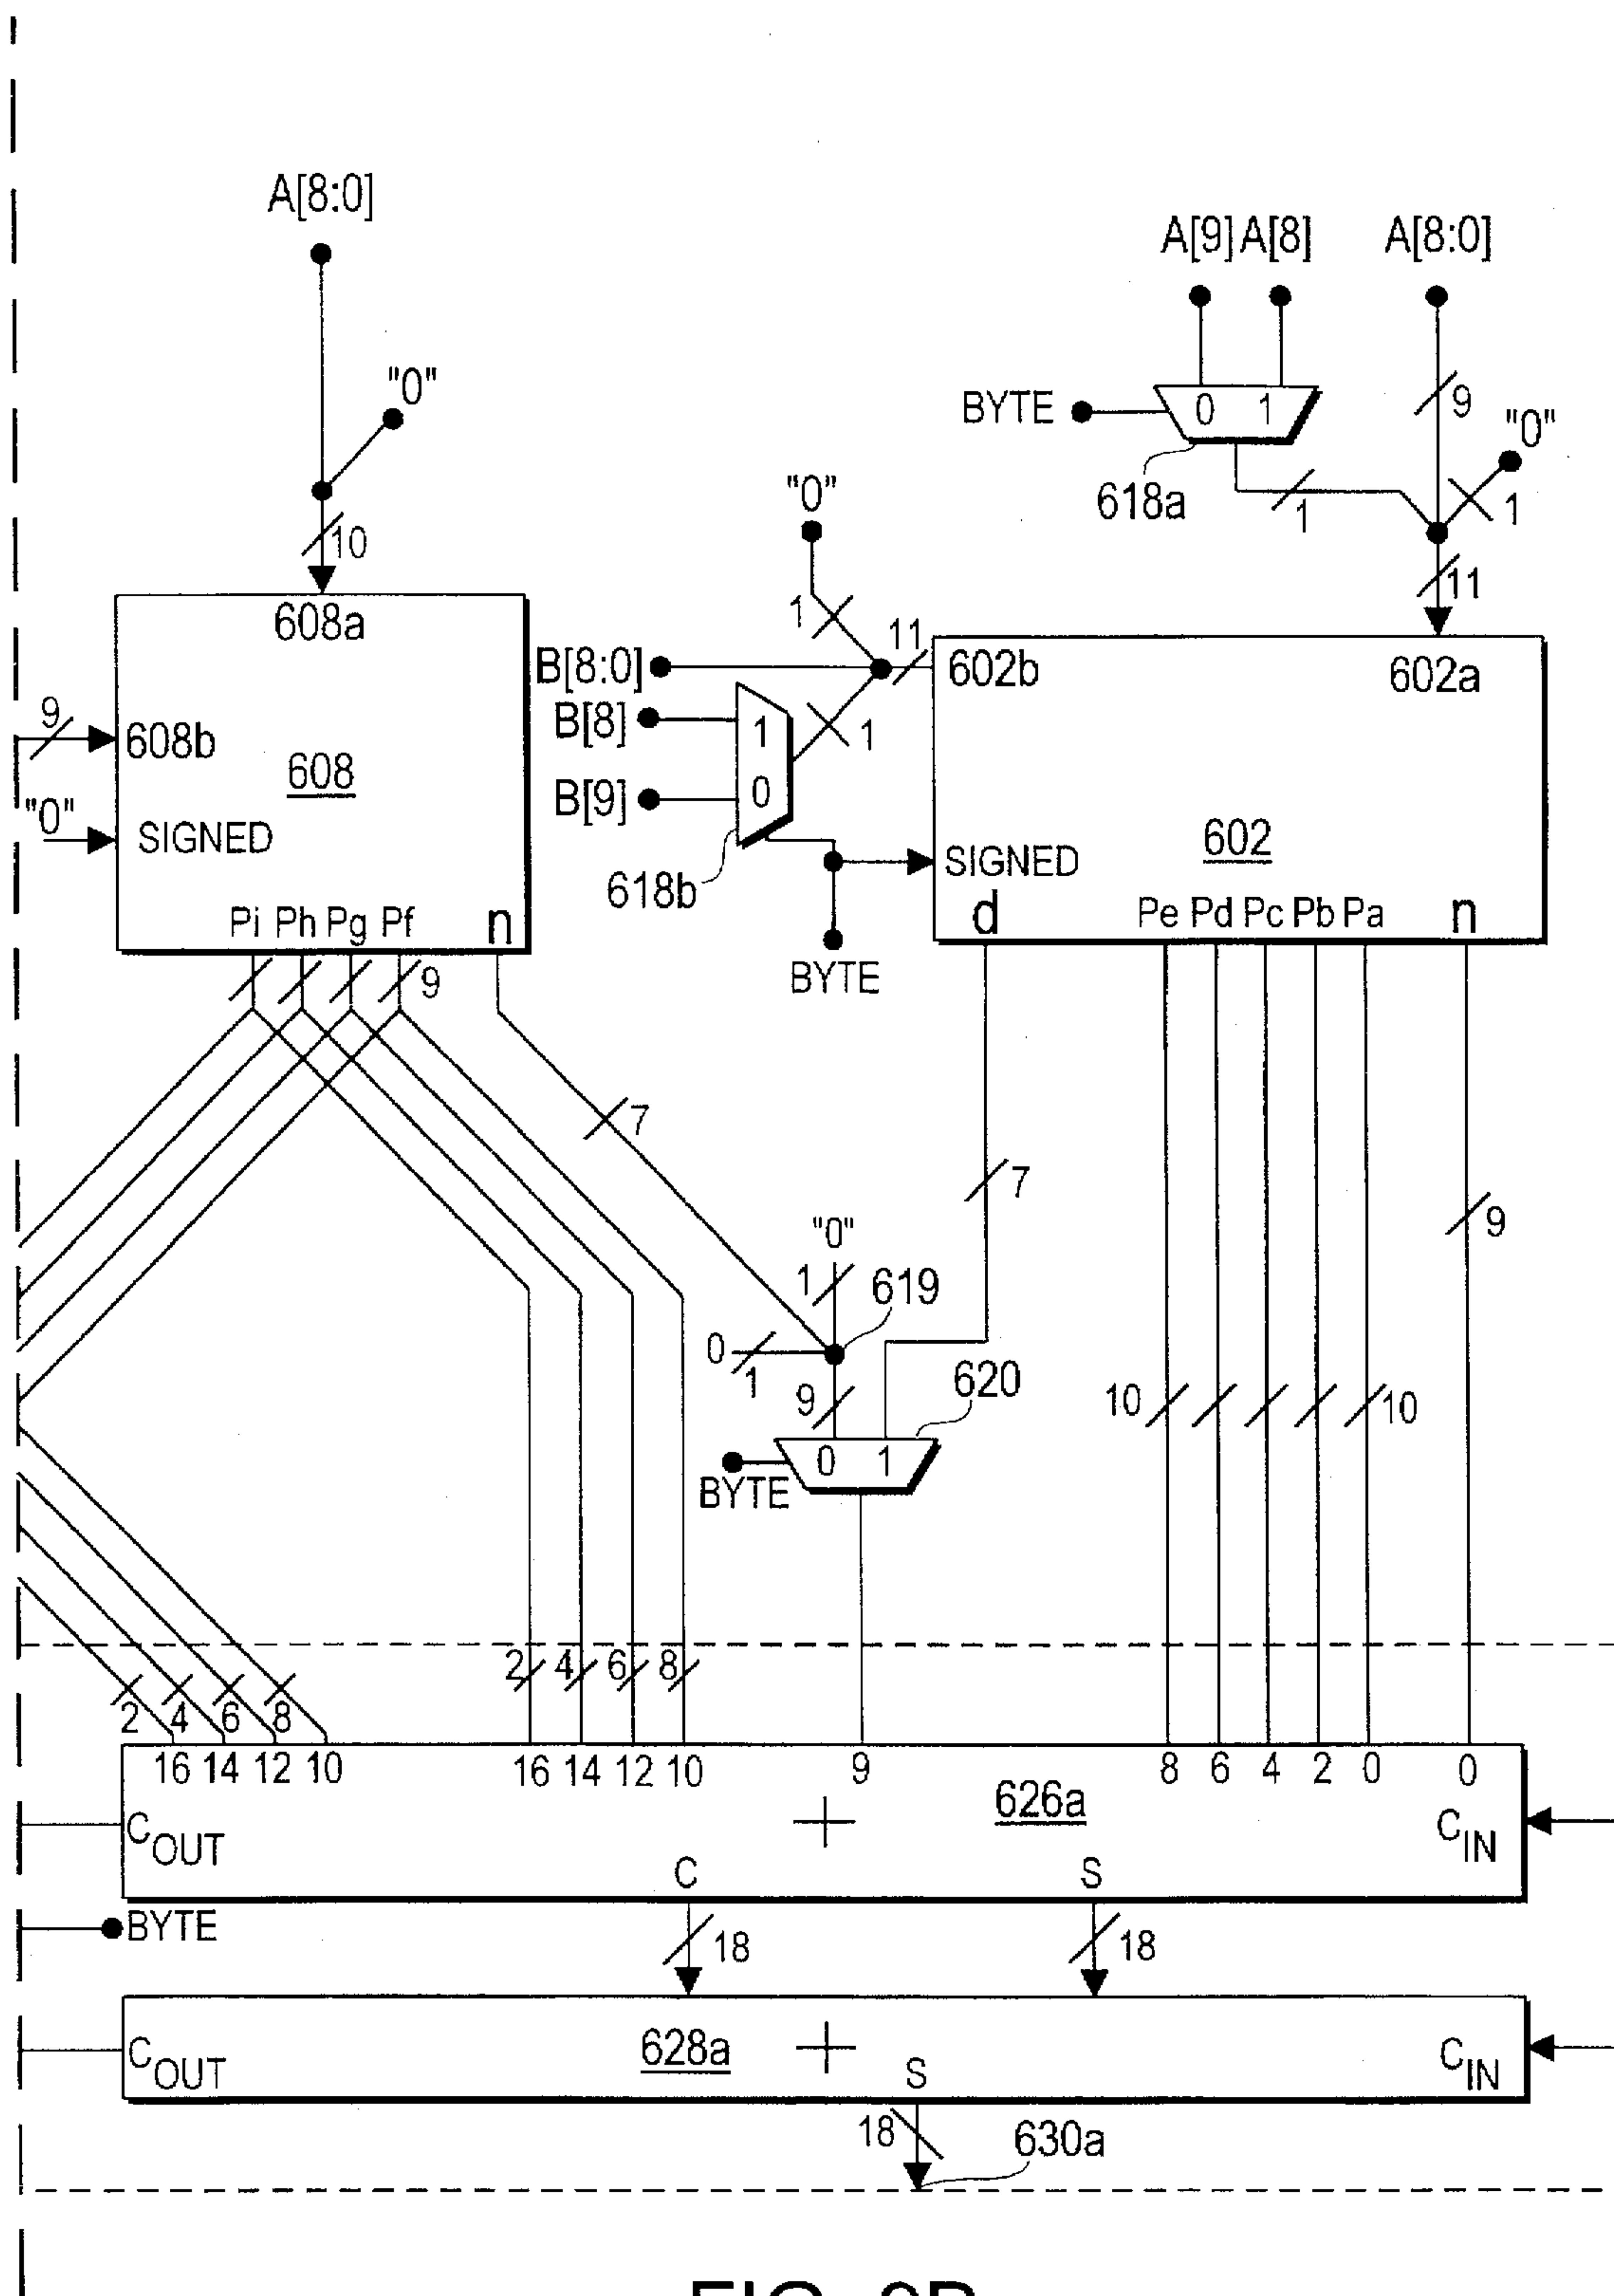 A[8:0]
A[9] A[8] A[8:0]
"0"
BYTE
0 1
9
"0"
618a
1
1
"0"
10
11
608a
1
11
B[8:0]
602b
602a
B[8]
1
1
9
608b
608
B[9]
0
"0"
SIGNED
602
618b
SIGNED
Pi Ph Pg Pf n
d
Pe Pd Pc Pb Pa n
BYTE
9
7
7
"0"
9
1
619
0
1
620
9
10
10
0 1
BYTE
2 4 6 8
2 4 6 8
16 14 12 10
16 14 12 10
9
8 6 4 2 0 0
626a
COUT
+
CIN
C
S
BYTE
18
18
COUT
628a
+
S
CIN
18
630a